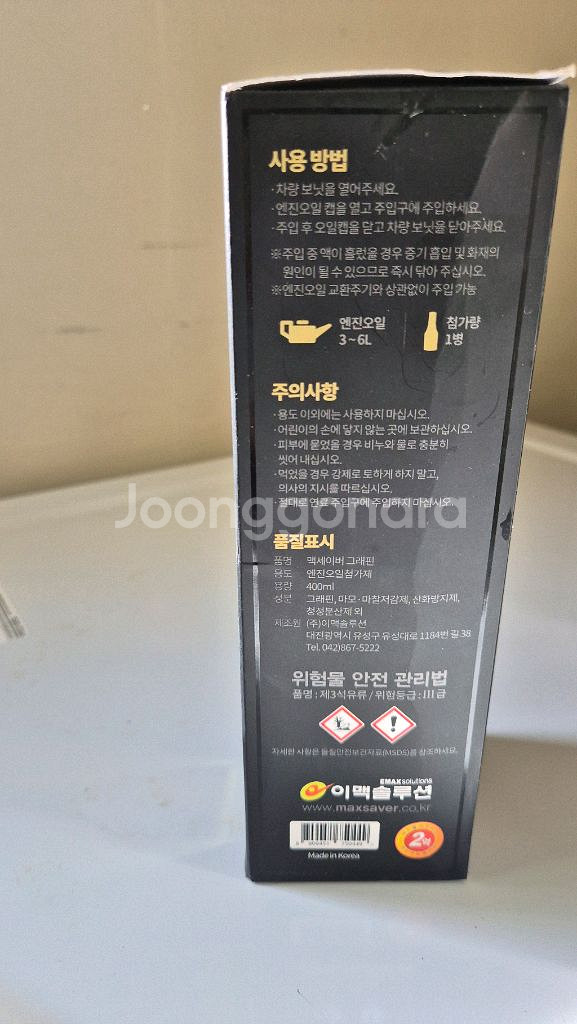 사용 방법
· 차량 보닛을 열어주세요.
· 엔진오일 캡을 열고 주입구에 주입하세요.
· 주입 후 오일캡을 닫고 차량 보닛을 닫아주세요.
※주입 중 액이 흘렀을 경우 증기 흡입 및 화재의
원인이 될 수 있으므로 즉시 닦아 주십시오.
※엔진오일 교환주기와 상관없이 주입 가능
엔진오일 첨가량
3~6L 1병
주의사항
· 용도 이외에는 사용하지 마십시오.
· 어린이의 손에 닿지 않는 곳에 보관하십시오.
· 피부에 묻었을 경우 비누와 물로 충분히
씻어 내십시오.
· 먹었을 경우 강제로 토하게 하지 말고,
의사의 지시를 따르십시오.
· 절대로 연료 주입구에 주입하지 마십시오.
Joonggonara
품질표시
품명 맥세이버 그래핀
용도 엔진오일첨가제
용량 400ml
성분 그래핀, 마모·마찰저감제, 산화방지제,
청정분산제 외
제조원 (주)이맥솔루션
대전광역시 유성구 유성대로 1184번 길 38
Tel. 042)867-5222
위험물 안전 관리법
품명 : 제3석유류 / 위험등급 : III급
자세한 사항은 물질안전보건자료(MSDS)를 참조하세요.
EMAX solutions
이맥솔루션
www.maxsaver.co.kr
Made in Korea